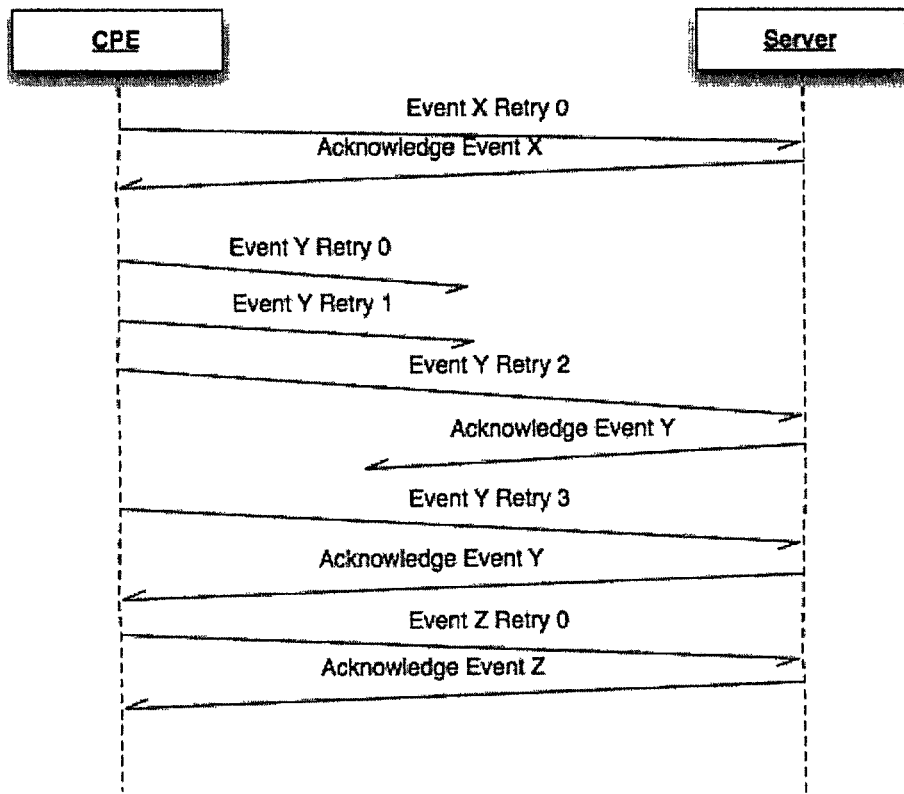 CPE
Server
Event X Retry 0
Acknowledge Event X
Event Y Retry 0
Event Y Retry 1
Event Y Retry 2
Acknowledge Event Y
Event Y Retry 3
Acknowledge Event Y
Event Z Retry 0
Acknowledge Event Z